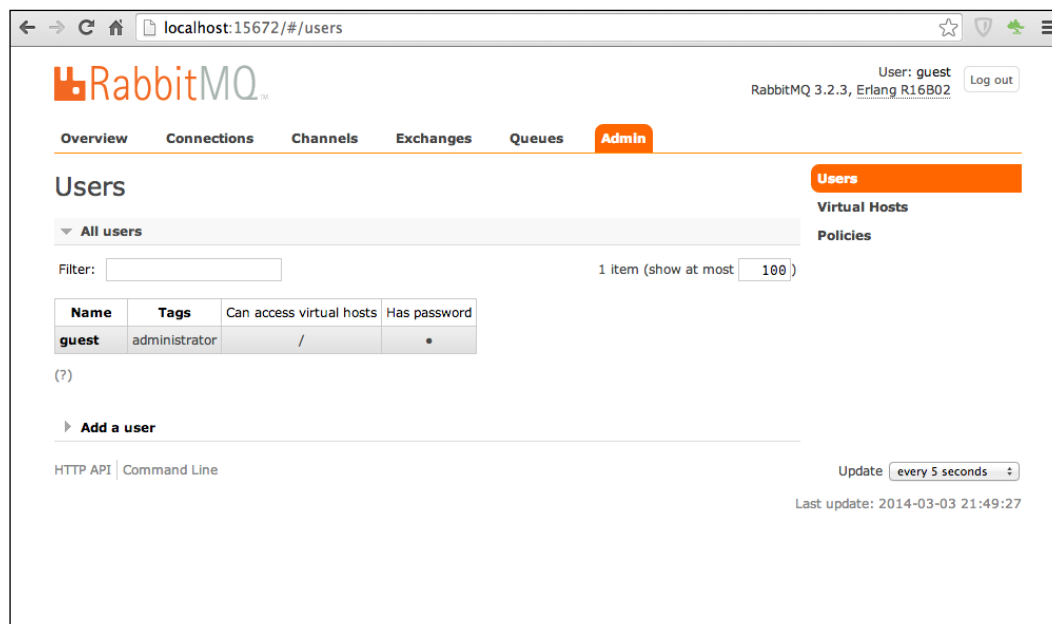 localhost:15672/#/users
RabbitMQ
User: guest
RabbitMQ 3.2.3, Erlang R16B02
Log out
Overview Connections Channels Exchanges Queues Admin
Users
Users
Virtual Hosts
Policies
All users
Filter: 1 item (show at most 100)
Name Tags Can access virtual hosts Has password
guest administrator / •
(?)
Add a user
HTTP API Command Line
Update every 5 seconds
Last update: 2014-03-03 21:49:27